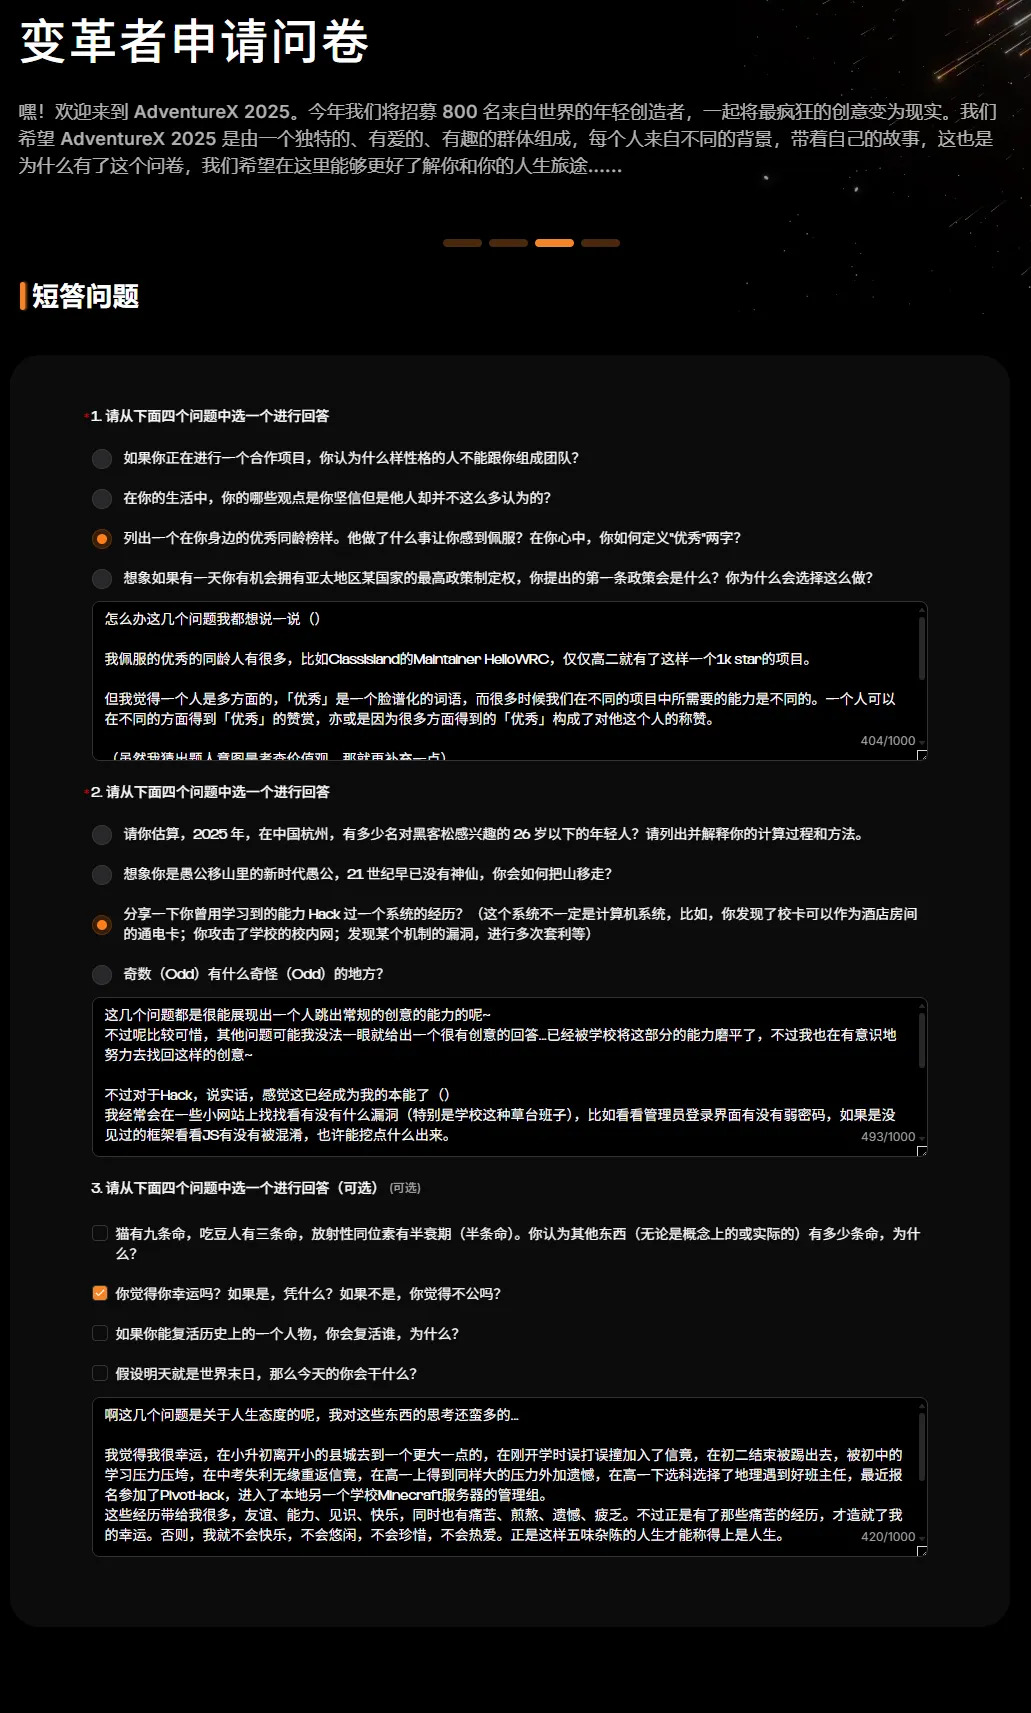 变革者申请问卷
嘿！欢迎来到 AdventureX 2025。今年我们将招募 800 名来自世界的年轻创造者，一起将最疯狂的创意变为现实。我们
希望 AdventureX 2025 是由一个独特的、有爱的、有趣的群体组成，每个人来自不同的背景，带着自己的故事，这也是
为什么有了这个问卷，我们希望在这里能够更好了解你和你的人生旅途……
短答问题
*1. 请从下面四个问题中选一个进行回答
如果你正在进行一个合作项目，你认为什么样性格的人不能跟你组成团队？
在你的生活中，你的哪些观点是你坚信但是他人却并不这么多认为的？
列出一个在你身边的优秀同龄榜样。他做了什么事让你感到佩服？在你心中，你如何定义"优秀"两字？
想象如果有一天你有机会拥有亚太地区某国家的最高政策制定权，你提出的第一条政策会是什么？你为什么会选择这么做？
怎么办这几个问题我都想说一说（）
我佩服的优秀的同龄人有很多，比如ClassIsland的Maintainer HelloWRC，仅仅高二就有了这样一个1k star的项目。
但我觉得一个人是多方面的，「优秀」是一个脸谱化的词语，而很多时候我们在不同的项目中所需要的能力是不同的。一个人可以
在不同的方面得到「优秀」的赞赏，亦或是因为很多方面得到的「优秀」构成了对他这个人的称赞。
（虽然我猜出题人意图是考查价值观，那就再补充一点）
404/1000
*2. 请从下面四个问题中选一个进行回答
请你估算，2025 年，在中国杭州，有多少名对黑客松感兴趣的 26 岁以下的年轻人？请列出并解释你的计算过程和方法。
想象你是愚公移山里的新时代愚公，21 世纪早已没有神仙，你会如何把山移走？
分享一下你曾用学习到的能力 Hack 过一个系统的经历？（这个系统不一定是计算机系统，比如，你发现了校卡可以作为酒店房间
的通电卡；你攻击了学校的校内网；发现某个机制的漏洞，进行多次套利等）
奇数（Odd）有什么奇怪（Odd）的地方？
这几个问题都是很能展现出一个人跳出常规的创意的能力的呢~
不过呢比较可惜，其他问题可能我没法一眼就给出一个很有创意的回答...已经被学校将这部分的能力磨平了，不过我也在有意识地
努力去找回这样的创意~
不过对于Hack，说实话，感觉这已经成为我的本能了（）
我经常会在一些小网站上找找看有没有什么漏洞（特别是学校这种草台班子），比如看看管理员登录界面有没有弱密码，如果是没
见过的框架看看JS有没有被混淆，也许能挖点什么出来。
493/1000
3. 请从下面四个问题中选一个进行回答（可选） (可选)
猫有九条命，吃豆人有三条命，放射性同位素有半衰期（半条命）。你认为其他东西（无论是概念上的或实际的）有多少条命，为什
么？
你觉得你幸运吗？如果是，凭什么？如果不是，你觉得不公吗？
如果你能复活历史上的一个人物，你会复活谁，为什么？
假设明天就是世界末日，那么今天的你会干什么？
啊这几个问题是关于人生态度的呢，我对这些东西的思考还蛮多的...
我觉得我很幸运，在小升初离开小的县城去到一个更大一点的，在刚开学时误打误撞加入了信竟，在初二结束被踢出去，被初中的
学习压力压垮，在中考失利无缘重返信竟，在高一上得到同样大的压力外加遗憾，在高一下选科选择了地理遇到好班主任，最近报
名参加了PivotHack，进入了本地另一个学校Minecraft服务器的管理组。
这些经历带给我很多，友谊、能力、见识、快乐，同时也有痛苦、煎熬、遗憾、疲乏。不过正是有了那些痛苦的经历，才造就了我
的幸运。否则，我就不会快乐，不会悠闲，不会珍惜，不会热爱。正是这样五味杂陈的人生才能称得上是人生。
420/1000